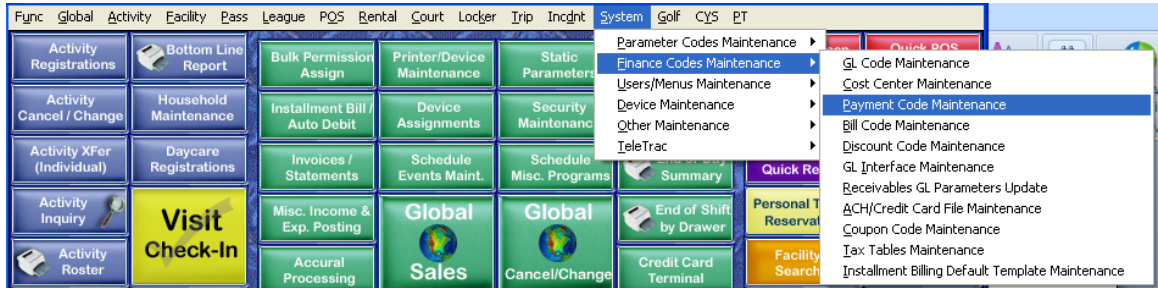 Func Global Activity Facility Pass League POS Rental Court Locker Trip Incdnt System Golf CYS PT
Activity
Registrations
Bottom Line
Report
Bulk Permission
Assign
Printer/Device
Maintenance
Static
Parameters
Quick POS
Activity
Cancel / Change
Household
Maintenance
Installment Bill /
Auto Debit
Device
Assignments
Security
Maintenanc
Activity XFer
(Individual)
Daycare
Registrations
Invoices /
Statements
Schedule
Events Maint.
Schedule
Misc. Programs
End of Day
Summary
Quick Re
Activity
Inquiry
Visit
Check-In
Misc. Income &
Exp. Posting
Global
Sales
Global
Cancel/Change
End of Shift
by Drawer
Personal T
Reservat
Activity
Roster
Accural
Processing
Credit Card
Terminal
Facility
Search
Parameter Codes Maintenance
Finance Codes Maintenance
Users/Menus Maintenance
Device Maintenance
Other Maintenance
TeleTrac
GL Code Maintenance
Cost Center Maintenance
Payment Code Maintenance
Bill Code Maintenance
Discount Code Maintenance
GL Interface Maintenance
Receivables GL Parameters Update
ACH/Credit Card File Maintenance
Coupon Code Maintenance
Tax Tables Maintenance
Installment Billing Default Template Maintenance